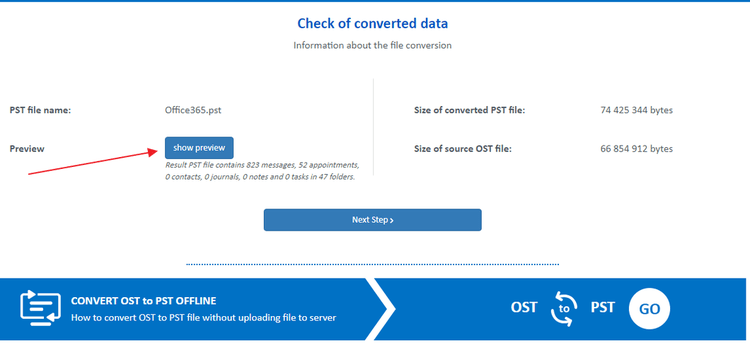 Check of converted data
Information about the file conversion
PST file name: Office365.pst
Size of converted PST file: 74 425 344 bytes
Preview show preview
Size of source OST file: 66 854 912 bytes
Result PST file contains 823 messages, 52 appointments,
0 contacts, 0 journals, 0 notes and 0 tasks in 47 folders.
Next Step
CONVERT OST to PST OFFLINE
How to convert OST to PST file without uploading file to server
OST to PST GO